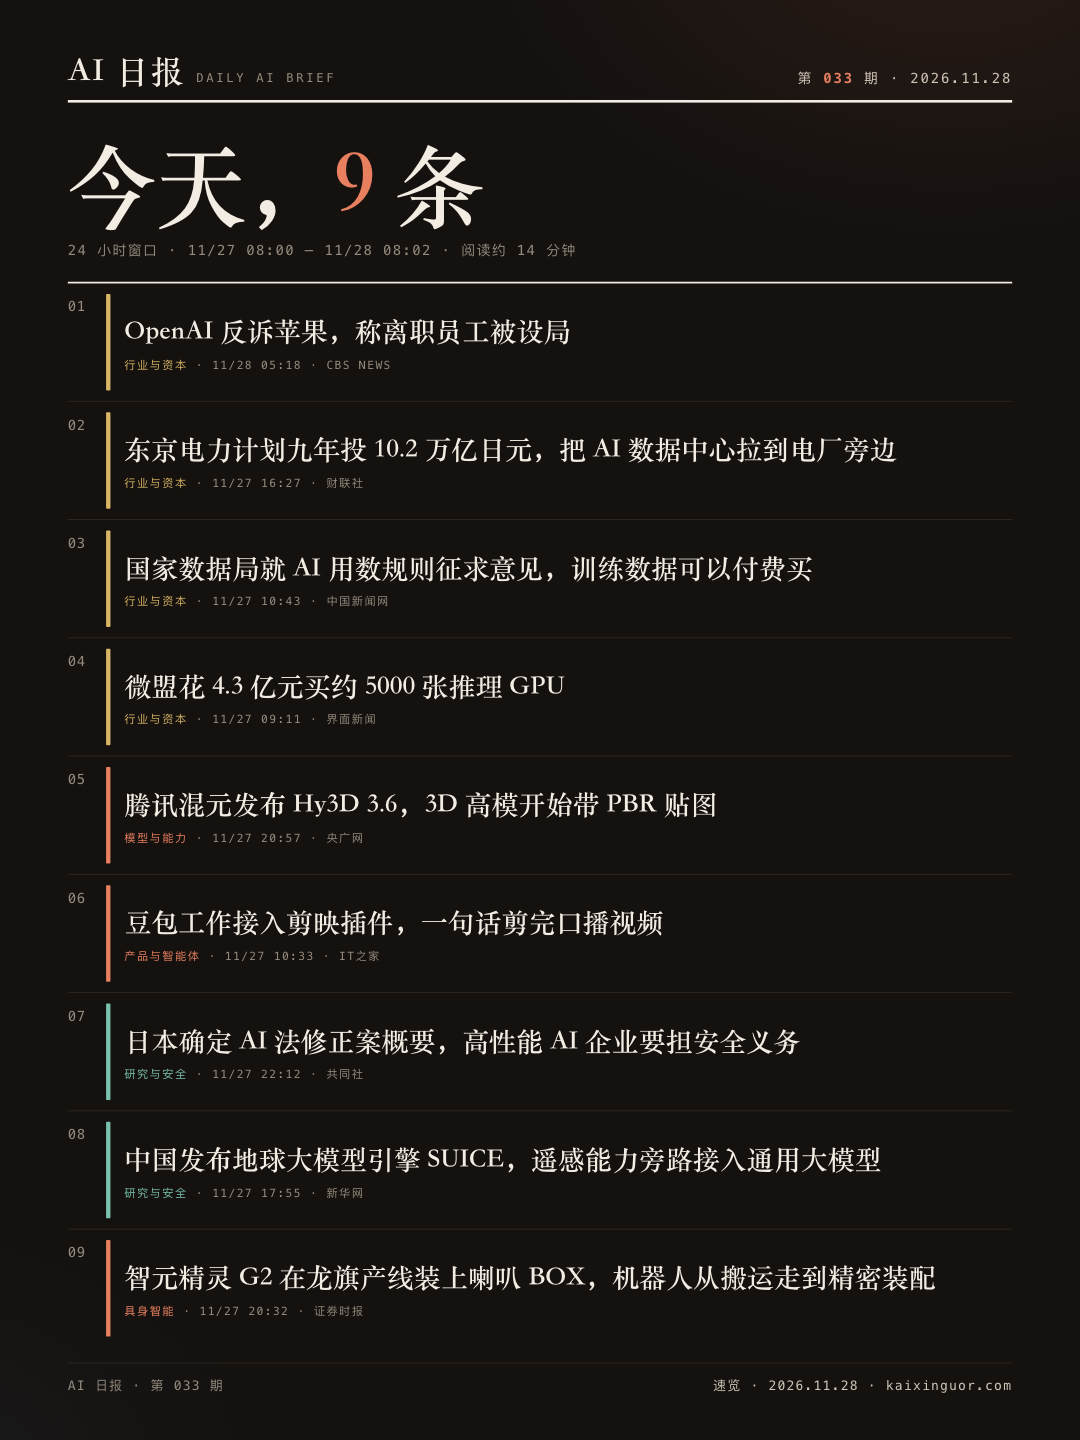 AI 日报 DAILY AI BRIEF
第 033 期 · 2026.11.28
今天，9 条
24 小时窗口 · 11/27 08:00 — 11/28 08:02 · 阅读约 14 分钟
01
OpenAI 反诉苹果，称离职员工被设局
行业与资本 · 11/28 05:18 · CBS NEWS
02
东京电力计划九年投 10.2 万亿日元，把 AI 数据中心拉到电厂旁边
行业与资本 · 11/27 16:27 · 财联社
03
国家数据局就 AI 用数规则征求意见，训练数据可以付费买
行业与资本 · 11/27 10:43 · 中国新闻网
04
微盟花 4.3 亿元买约 5000 张推理 GPU
行业与资本 · 11/27 09:11 · 界面新闻
05
腾讯混元发布 Hy3D 3.6，3D 高模开始带 PBR 贴图
模型与能力 · 11/27 20:57 · 央广网
06
豆包工作接入剪映插件，一句话剪完口播视频
产品与智能体 · 11/27 10:33 · IT之家
07
日本确定 AI 法修正案概要，高性能 AI 企业要担安全义务
研究与安全 · 11/27 22:12 · 共同社
08
中国发布地球大模型引擎 SUICE，遥感能力旁路接入通用大模型
研究与安全 · 11/27 17:55 · 新华网
09
智元精灵 G2 在龙旗产线装上喇叭 BOX，机器人从搬运走到精密装配
具身智能 · 11/27 20:32 · 证券时报
AI 日报 · 第 033 期
速览 · 2026.11.28 · kaixinguor.com